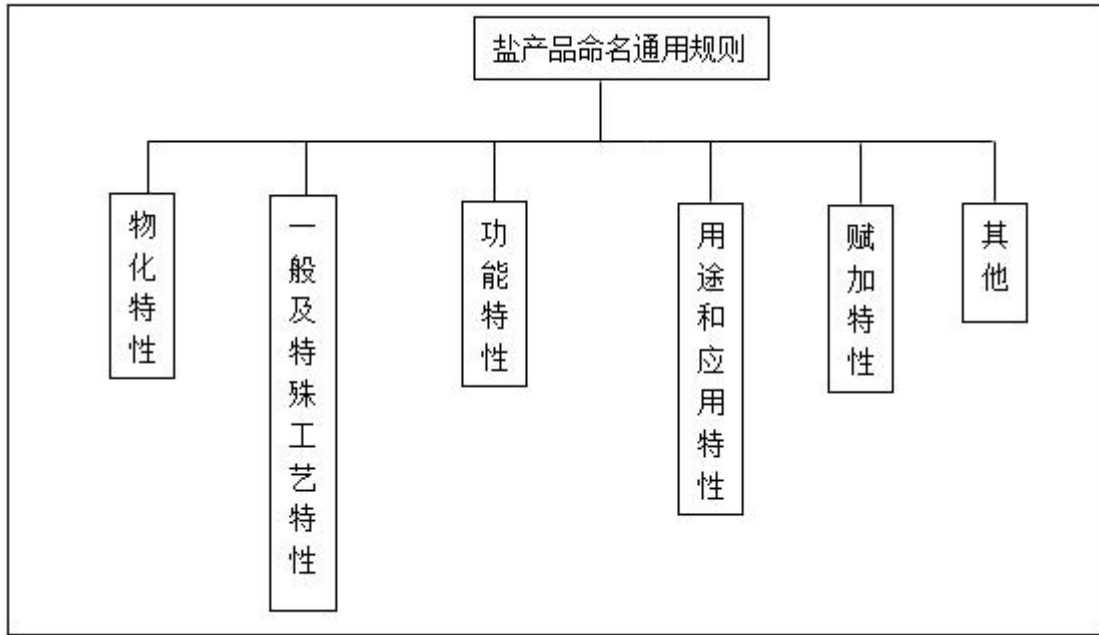 盐产品命名通用规则
物化特性
一般及特殊工艺特性
功能特性
用途和应用特性
赋加特性
其他